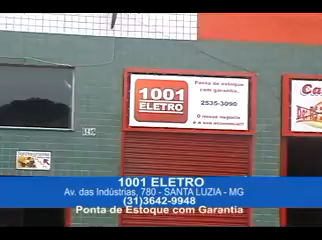 1001
ELETRO
Ponta de estoque
com garantia...
2535-3090
O nosso negócio
é a sua economia!!!
Ca
1001 ELETRO
Av. das Indústrias, 780 - SANTA LUZIA - MG
(31)3642-9948
Ponta de Estoque com Garantia